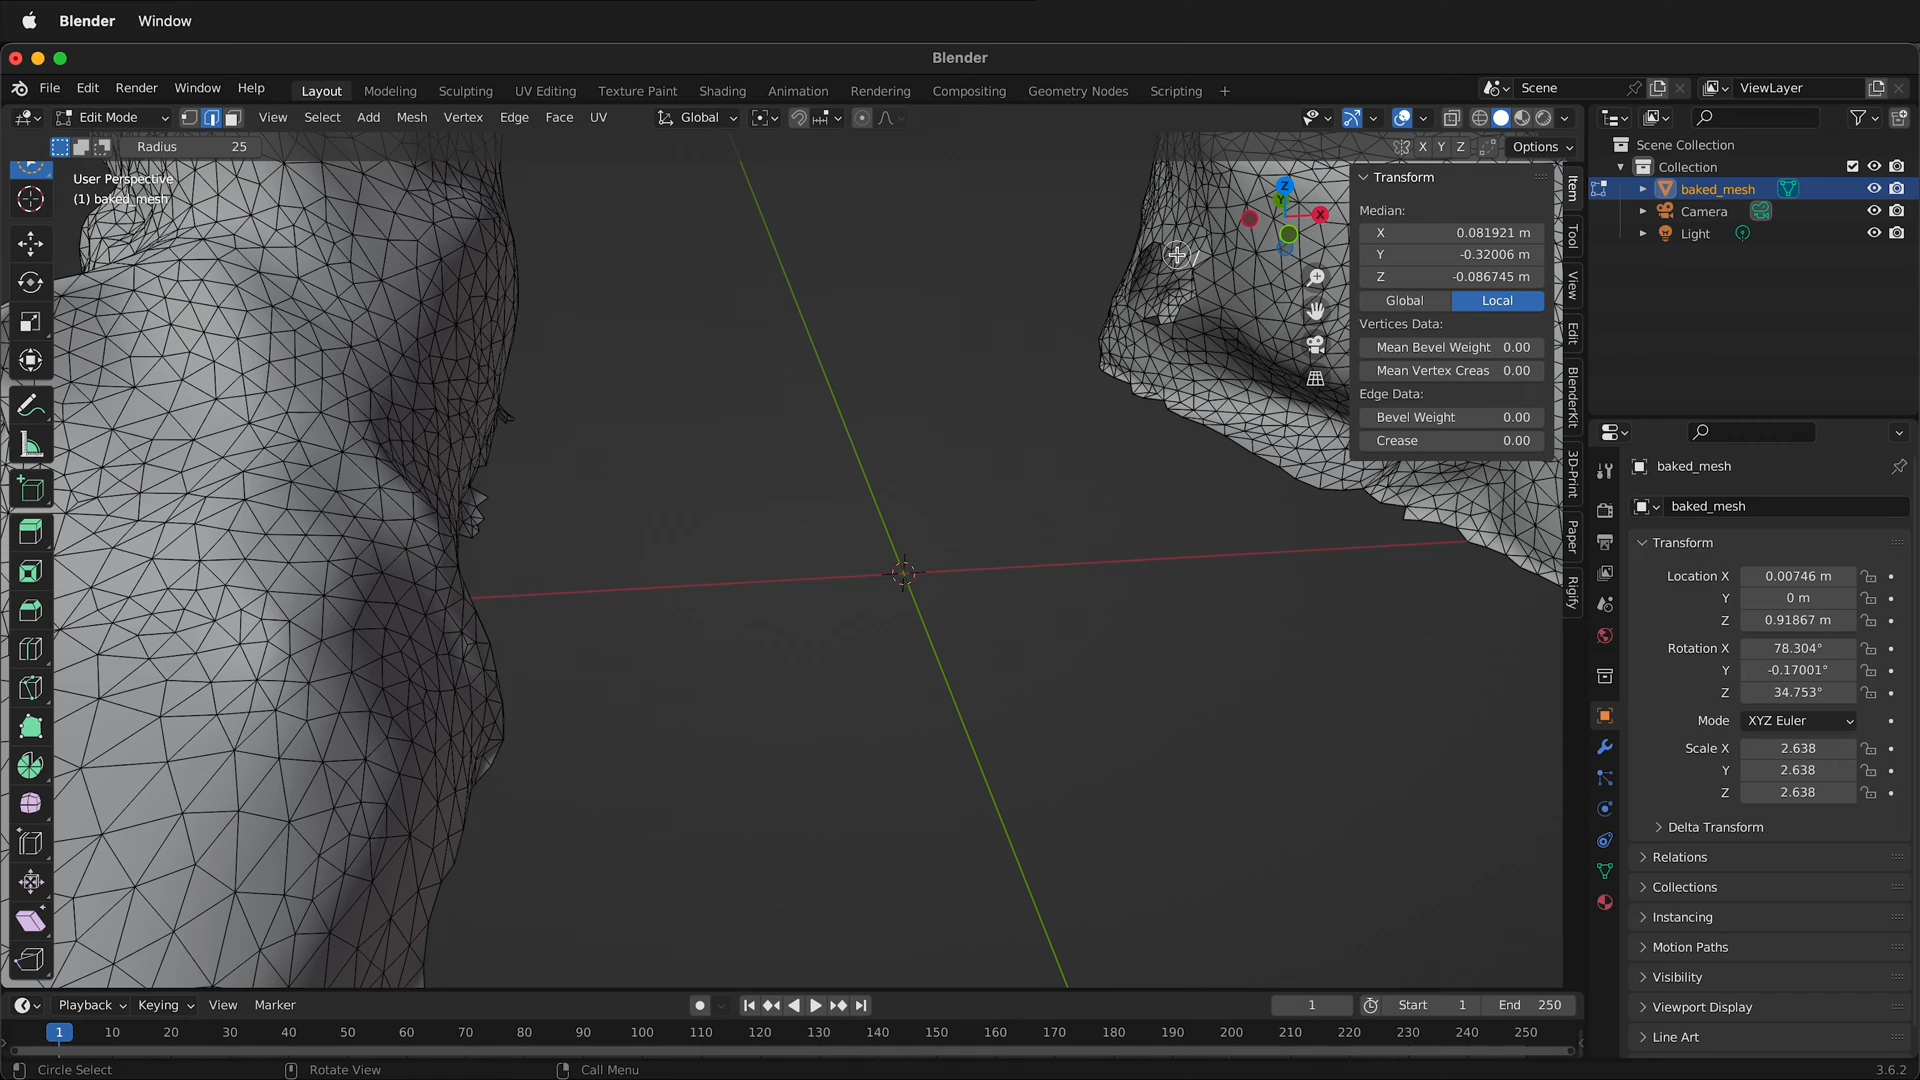 Blender Window
Blender
File Edit Render Window Help Layout Modeling Sculpting UV Editing Texture Paint Shading Animation Rendering Compositing Geometry Nodes Scripting + Scene ViewLayer
Edit Mode View Select Add Mesh Vertex Edge Face UV Global
Radius 25 X Y Z Options
User Perspective
(1) baked_mesh
Z
Y
X
Transform
Median:
X 0.081921 m
Y -0.32006 m
Z -0.086745 m
Global Local
Vertices Data:
Mean Bevel Weight 0.00
Mean Vertex Creas 0.00
Edge Data:
Bevel Weight 0.00
Crease 0.00
Item
Tool
View
Edit
BlenderKit
3D-Print
Paper
Rigify
Scene Collection
Collection
baked_mesh
Camera
Light
baked_mesh
baked_mesh
Transform
Location X 0.00746 m
Y 0 m
Z 0.91867 m
Rotation X 78.304°
Y -0.17001°
Z 34.753°
Mode XYZ Euler
Scale X 2.638
Y 2.638
Z 2.638
Delta Transform
Relations
Collections
Instancing
Motion Paths
Visibility
Viewport Display
Line Art
Playback Keying View Marker 1 Start 1 End 250
1 10 20 30 40 50 60 70 80 90 100 110 120 130 140 150 160 170 180 190 200 210 220 230 240 250
Circle Select Rotate View Call Menu 3.6.2